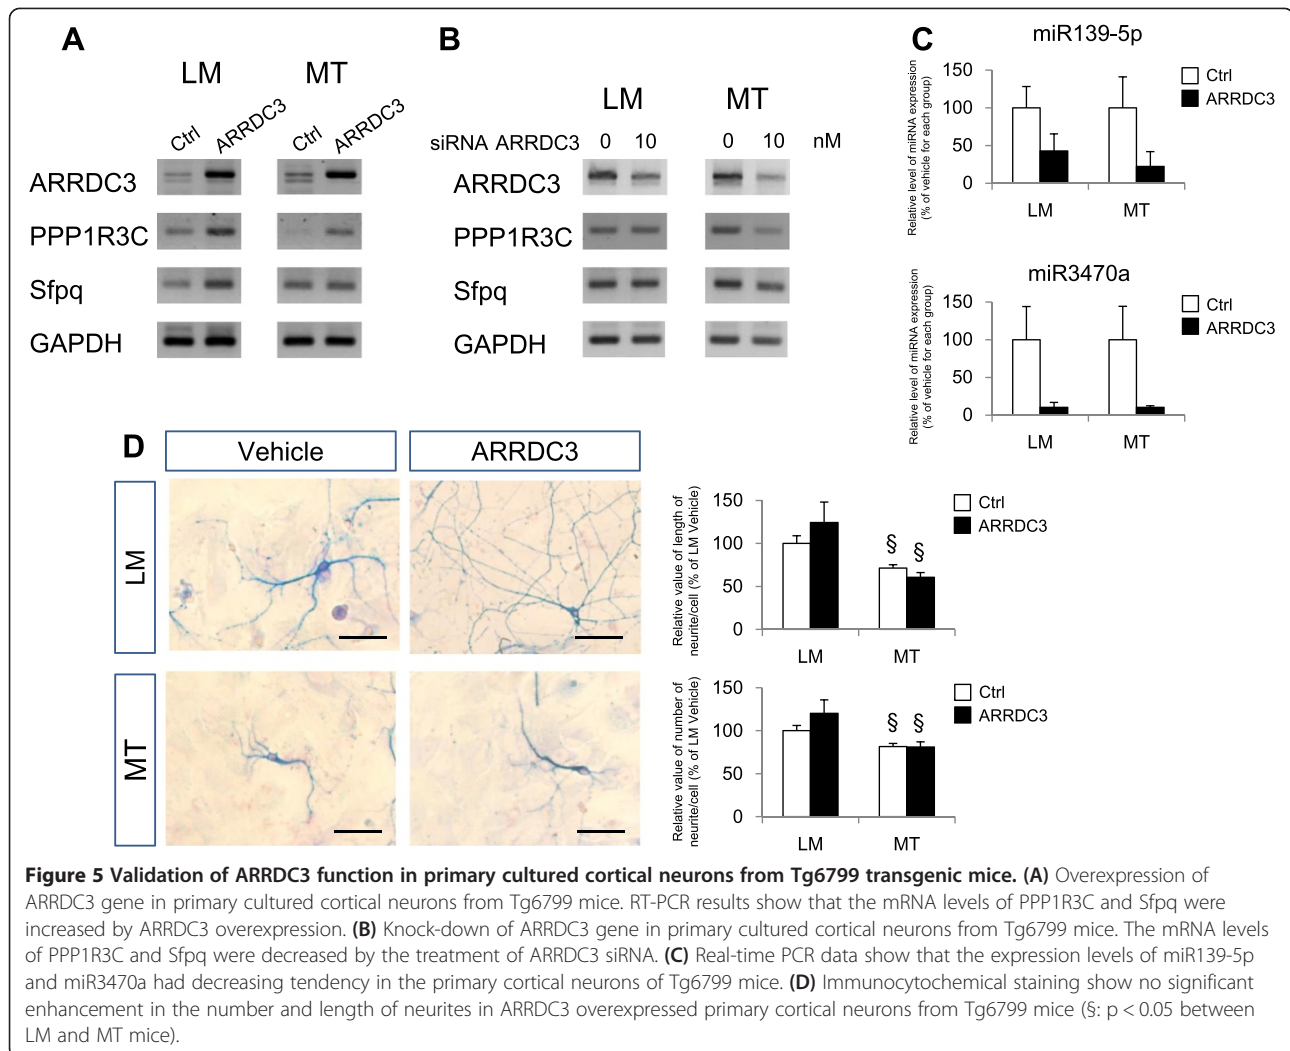 A
LM MT
Ctrl ARRDC3 Ctrl ARRDC3
ARRDC3
PPP1R3C
Sfpq
GAPDH
B
LM MT
siRNA ARRDC3 0 10 0 10 nM
ARRDC3
PPP1R3C
Sfpq
GAPDH
C
miR139-5p
Relative level of miRNA expression
(% of vehicle for each group)
150
100
50
0
LM MT
Ctrl
ARRDC3
miR3470a
Relative level of miRNA expression
(% of vehicle for each group)
150
100
50
0
LM MT
Ctrl
ARRDC3
D
Vehicle ARRDC3
LM
MT
Relative value of length of
neurite/cell (% of LM Vehicle)
150
100
50
0
§ §
LM MT
Ctrl
ARRDC3
Relative value of number of
neurite/cell (% of LM Vehicle)
150
100
50
0
§ §
LM MT
Ctrl
ARRDC3
Figure 5 Validation of ARRDC3 function in primary cultured cortical neurons from Tg6799 transgenic mice. (A) Overexpression of
ARRDC3 gene in primary cultured cortical neurons from Tg6799 mice. RT-PCR results show that the mRNA levels of PPP1R3C and Sfpq were
increased by ARRDC3 overexpression. (B) Knock-down of ARRDC3 gene in primary cultured cortical neurons from Tg6799 mice. The mRNA levels
of PPP1R3C and Sfpq were decreased by the treatment of ARRDC3 siRNA. (C) Real-time PCR data show that the expression levels of miR139-5p
and miR3470a had decreasing tendency in the primary cortical neurons of Tg6799 mice. (D) Immunocytochemical staining show no significant
enhancement in the number and length of neurites in ARRDC3 overexpressed primary cortical neurons from Tg6799 mice (§: p < 0.05 between
LM and MT mice).